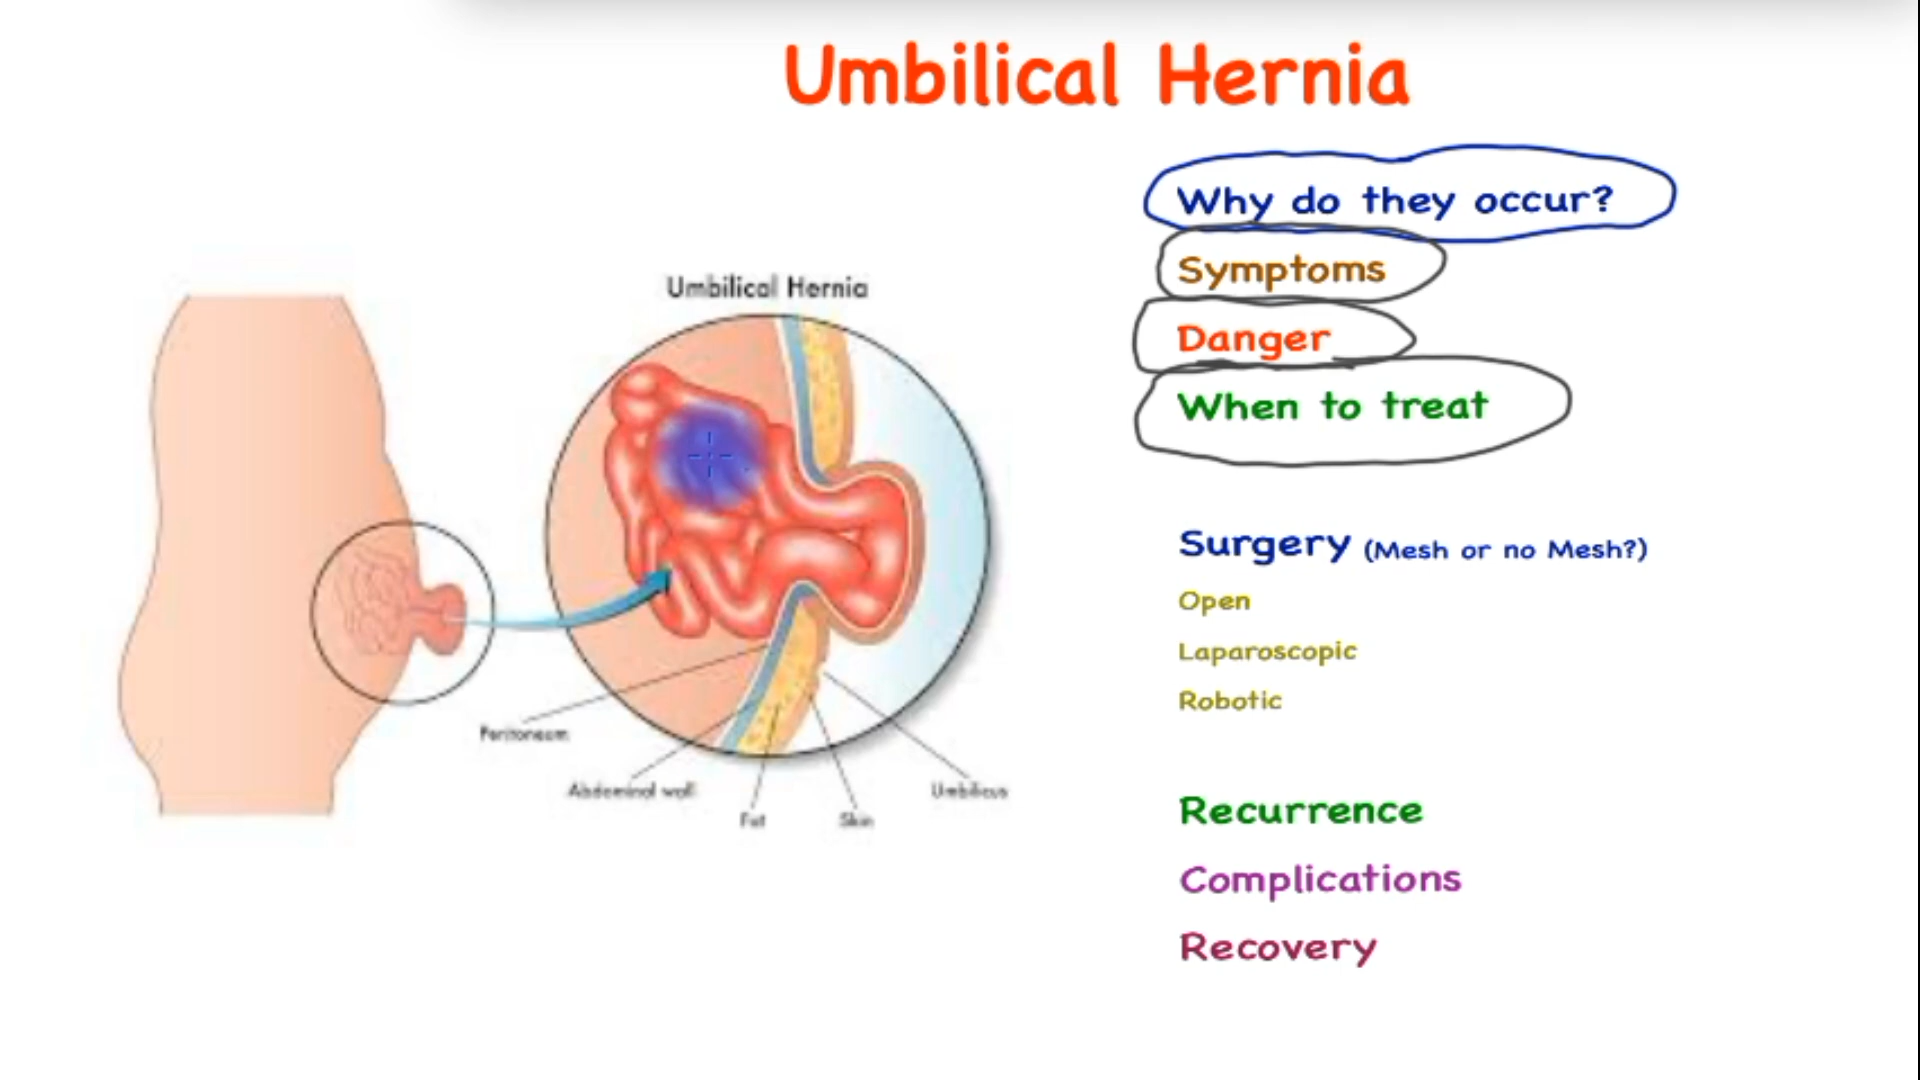 Umbilical Hernia
Why do they occur?
Symptoms
Danger
When to treat
Umbilical Hernia
Surgery (Mesh or no Mesh?)
Open
Laparoscopic
Robotic
Peritoneum
Abdominal wall
Fat
Skin
Umbilicus
Recurrence
Complications
Recovery